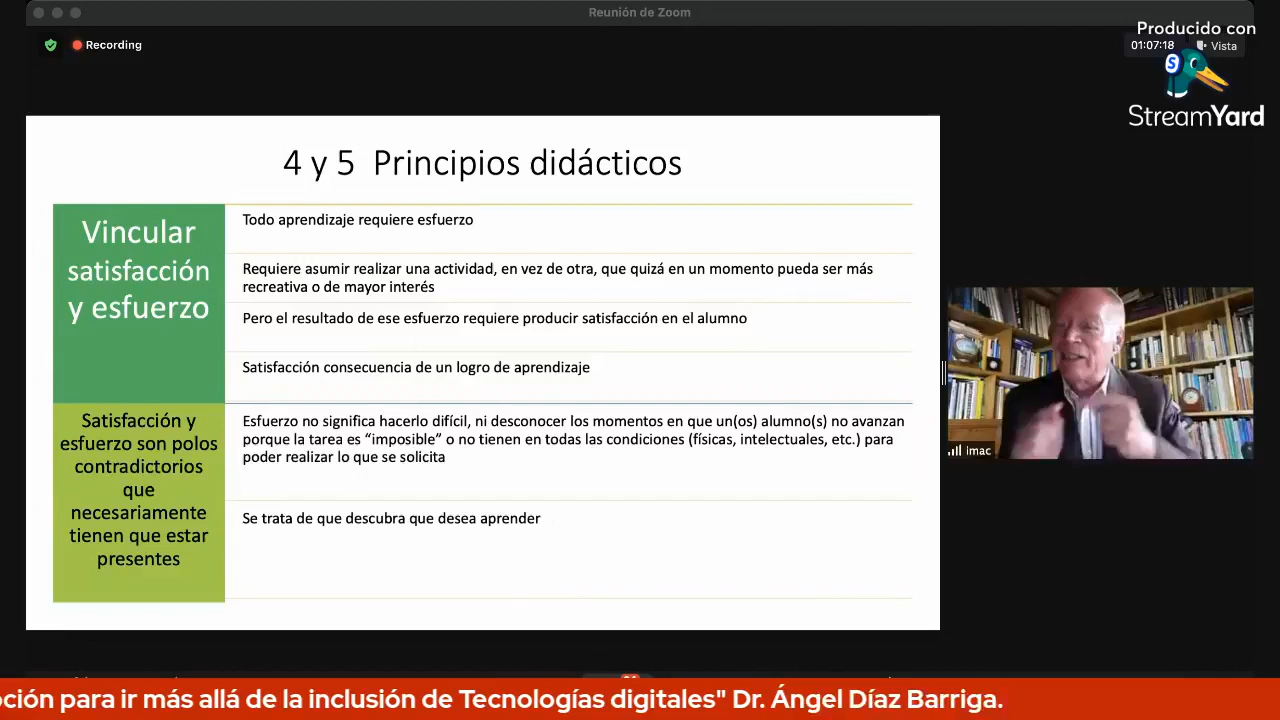 Reunión de Zoom
Recording
Producido con
01:07:18
Vista
S
StreamYard
4 y 5 Principios didácticos
Vincular
satisfacción
y esfuerzo
Todo aprendizaje requiere esfuerzo
Requiere asumir realizar una actividad, en vez de otra, que quizá en un momento pueda ser más
recreativa o de mayor interés
Pero el resultado de ese esfuerzo requiere producir satisfacción en el alumno
Satisfacción consecuencia de un logro de aprendizaje
Satisfacción y
esfuerzo son polos
contradictorios
que
necesariamente
tienen que estar
presentes
Esfuerzo no significa hacerlo difícil, ni desconocer los momentos en que un(os) alumno(s) no avanzan
porque la tarea es “imposible” o no tienen en todas las condiciones (físicas, intelectuales, etc.) para
poder realizar lo que se solicita
Se trata de que descubra que desea aprender
imac
para ir más allá de la inclusión de Tecnologías digitales" Dr. Ángel Díaz Barriga.